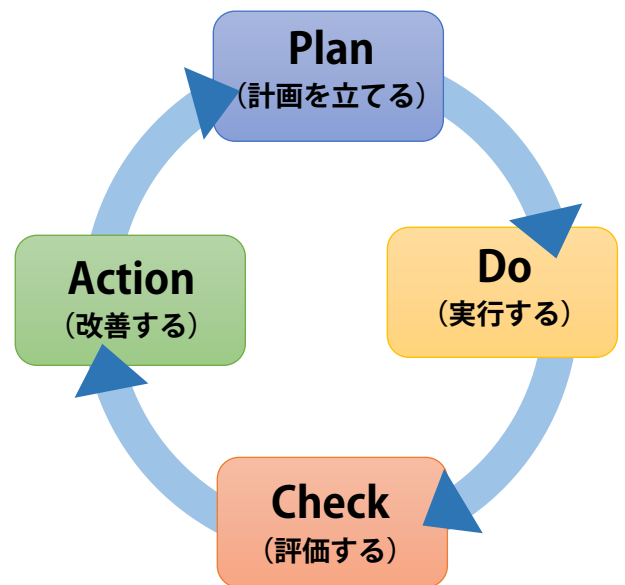 Plan
（計画を立てる）
Do
（実行する）
Check
（評価する）
Action
（改善する）